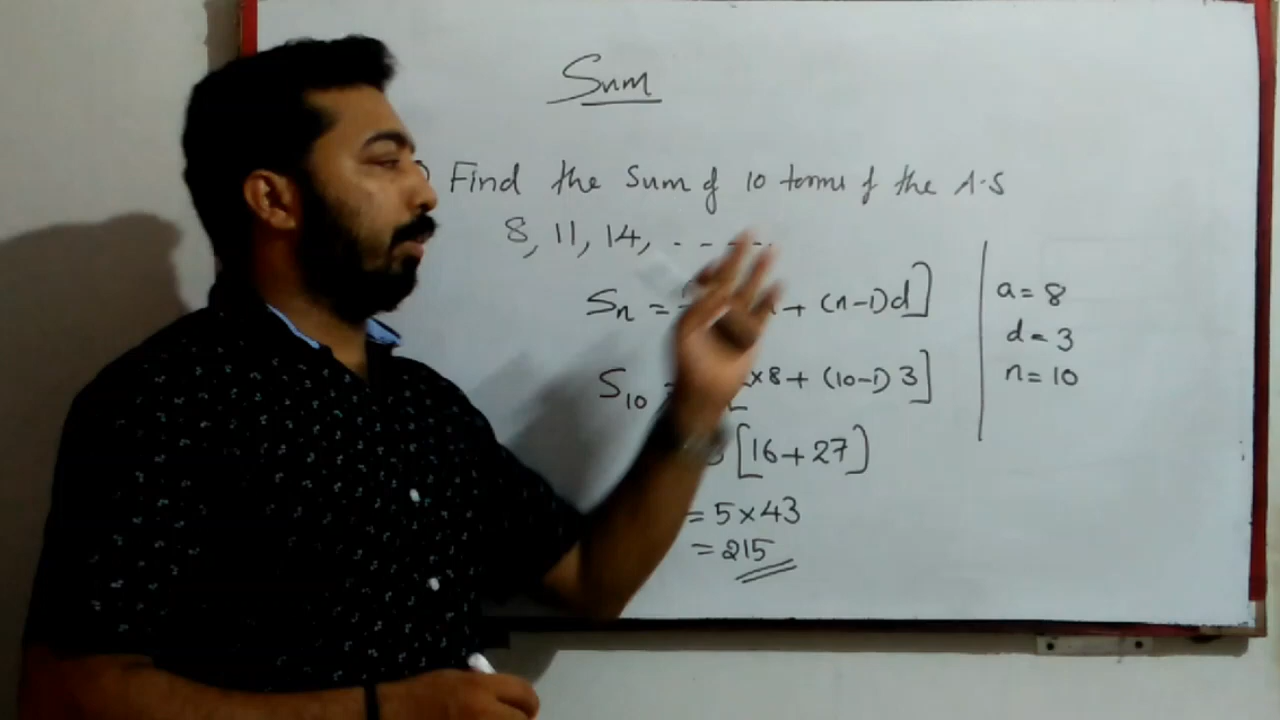 Sum
Find the Sum of 10 terms of the A.S
8, 11, 14, - - - .
Sn = + (n-1)d]
a = 8
d = 3
n = 10
S10 ×8 + (10-1) 3]
[16+27]
= 5×43
= 215